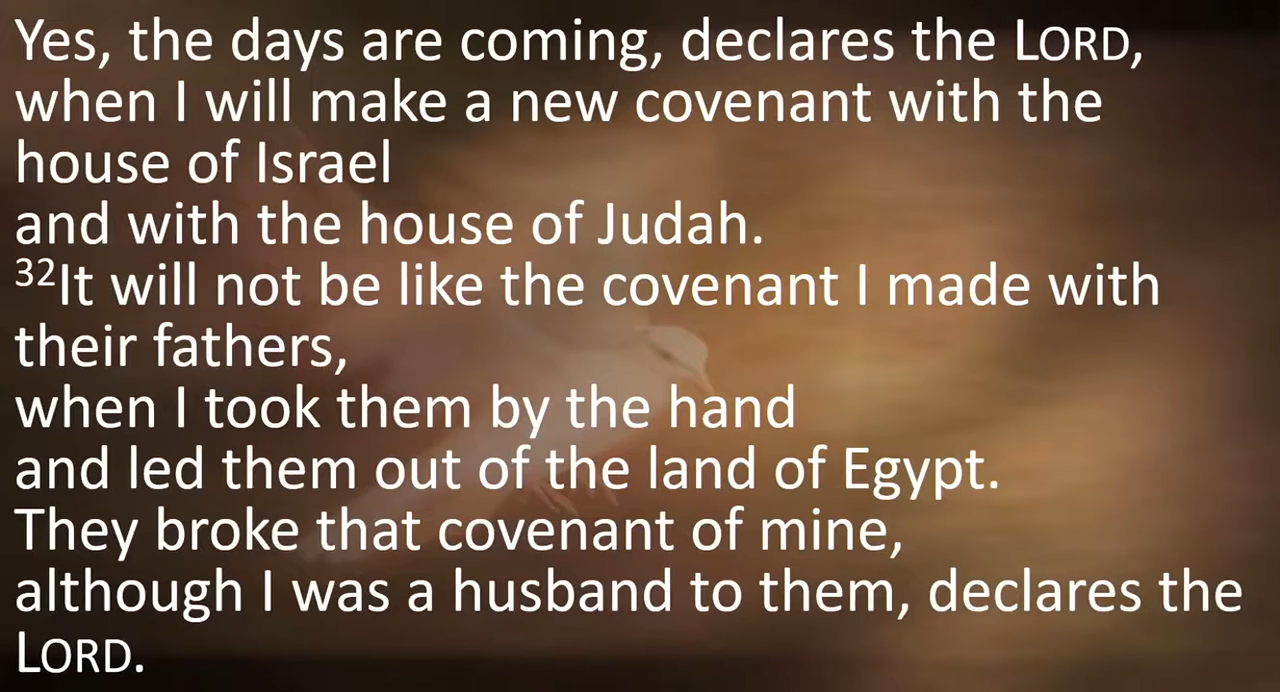 Yes, the days are coming, declares the LORD,
when I will make a new covenant with the
house of Israel
and with the house of Judah.
³²It will not be like the covenant I made with
their fathers,
when I took them by the hand
and led them out of the land of Egypt.
They broke that covenant of mine,
although I was a husband to them, declares the
LORD.